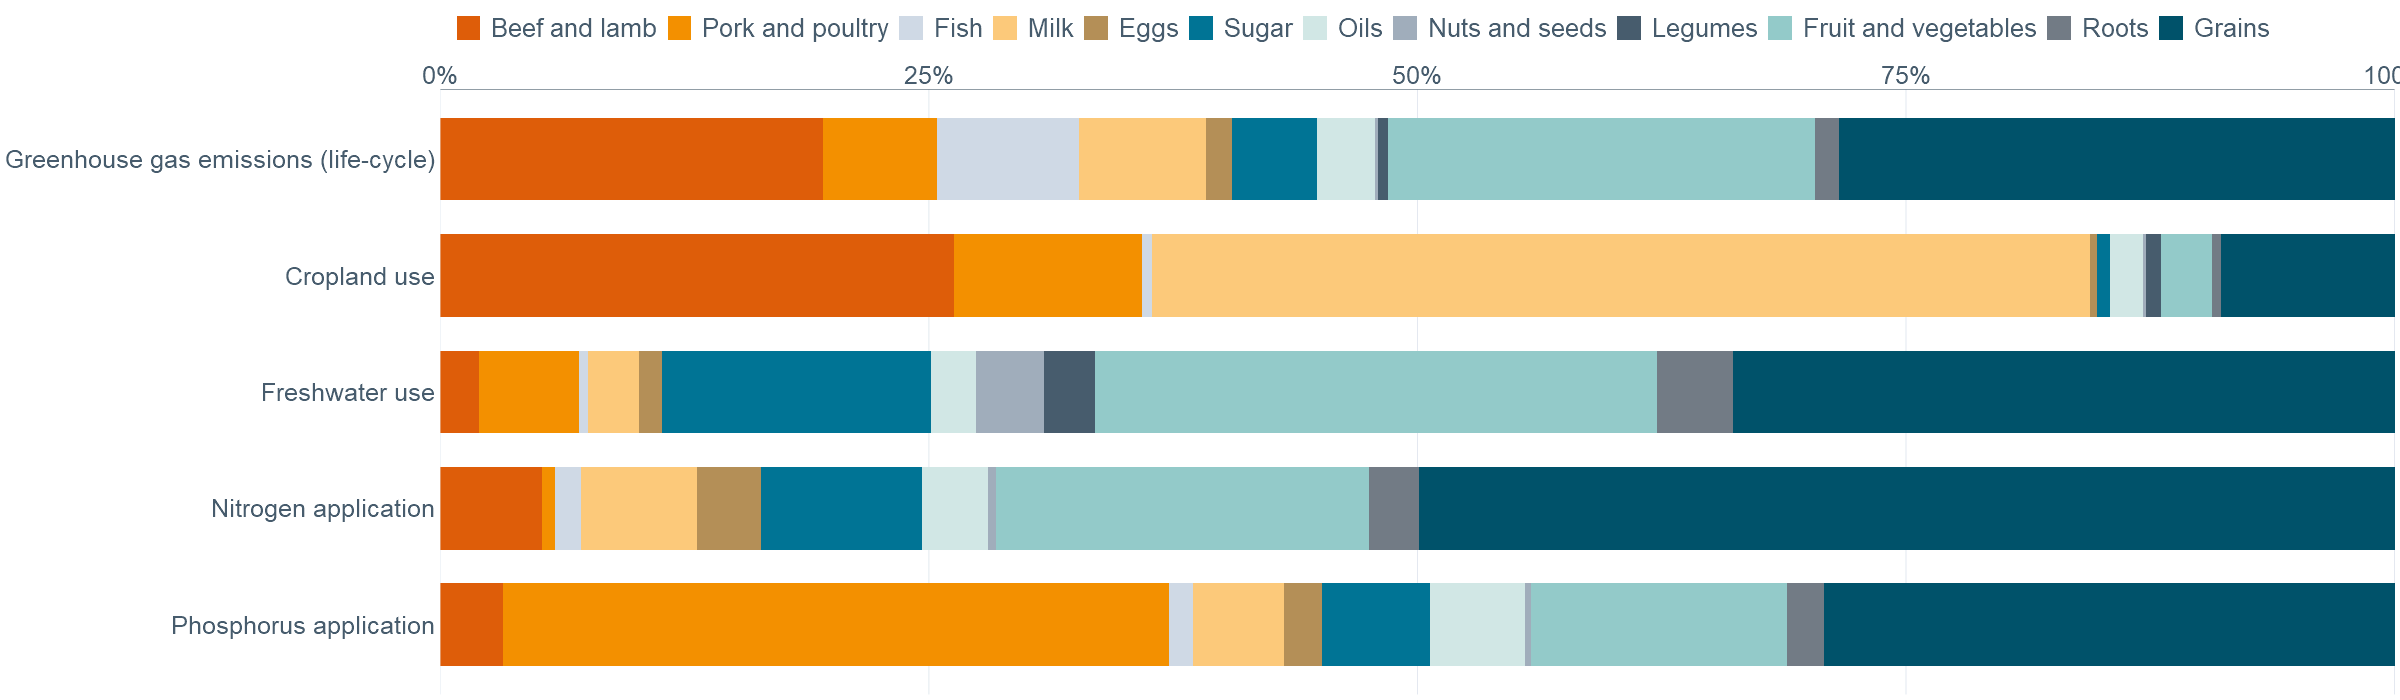 Beef and lamb Pork and poultry Fish Milk Eggs Sugar Oils Nuts and seeds Legumes Fruit and vegetables Roots Grains
0% 25% 50% 75% 100
Greenhouse gas emissions (life-cycle)
Cropland use
Freshwater use
Nitrogen application
Phosphorus application